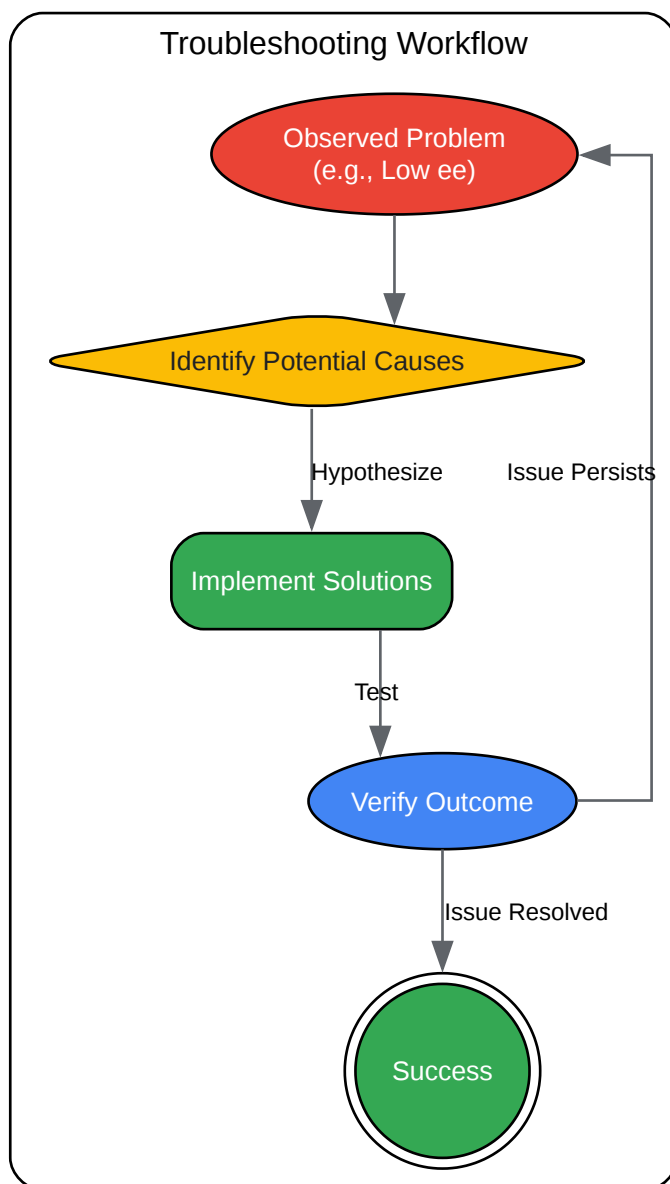 Troubleshooting Workflow
Observed Problem
(e.g., Low ee)
Identify Potential Causes
Hypothesize
Issue Persists
Implement Solutions
Test
Verify Outcome
Issue Resolved
Success